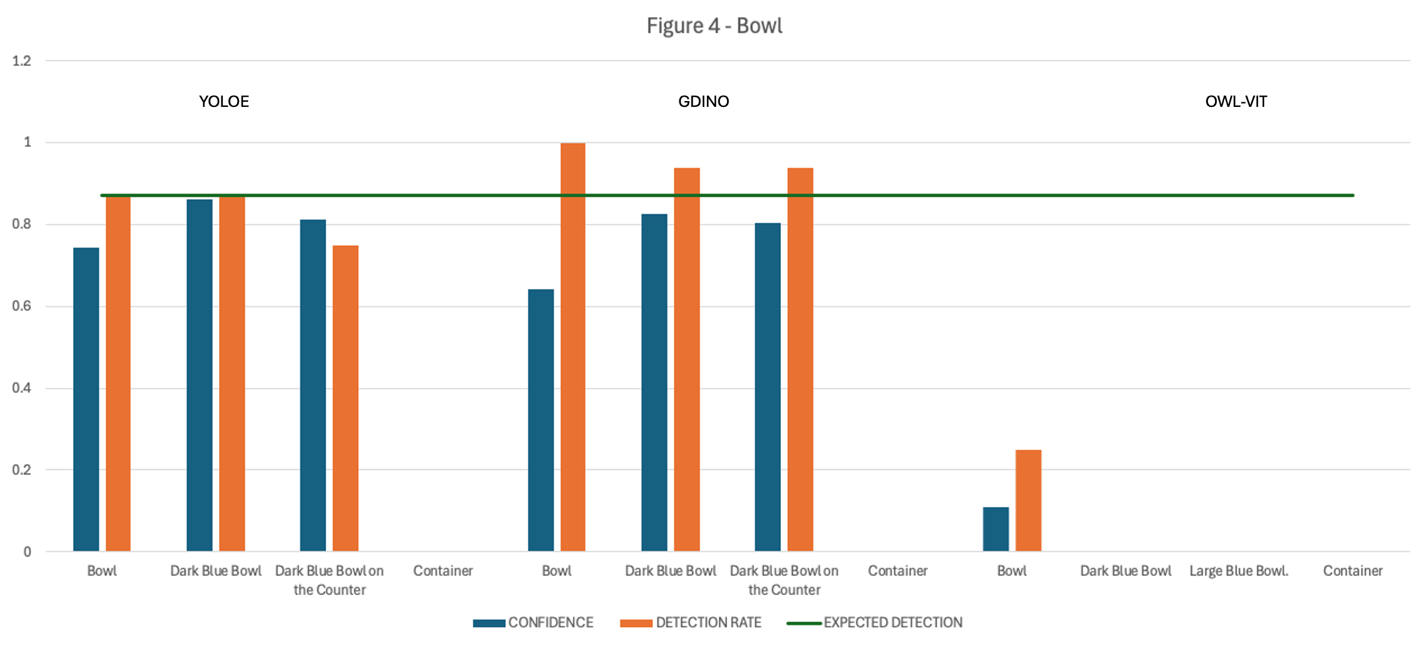 Figure 4 - Bowl
1.2
YOLOE GDINO OWL-VIT
1
0.8
0.6
0.4
0.2
0
Bowl Dark Blue Bowl Dark Blue Bowl on Container Bowl Dark Blue Bowl Dark Blue Bowl on Container Bowl Dark Blue Bowl Large Blue Bowl. Container
the Counter the Counter
CONFIDENCE DETECTION RATE EXPECTED DETECTION